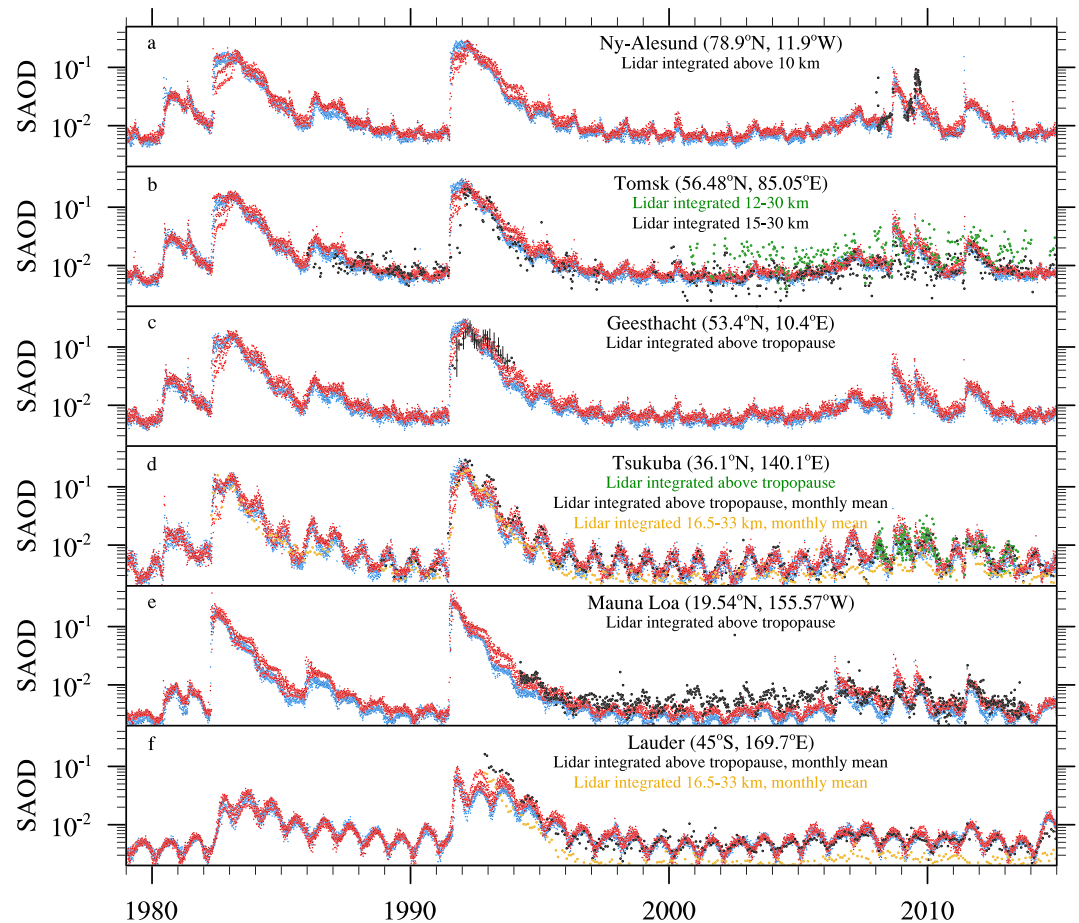 1980 1990 2000 2010
a Ny-Alesund (78.9°N, 11.9°W)
Lidar integrated above 10 km
SAOD 10⁻¹ 10⁻²
b Tomsk (56.48°N, 85.05°E)
Lidar integrated 12-30 km
Lidar integrated 15-30 km
SAOD 10⁻¹ 10⁻²
c Geesthacht (53.4°N, 10.4°E)
Lidar integrated above tropopause
SAOD 10⁻¹ 10⁻²
d Tsukuba (36.1°N, 140.1°E)
Lidar integrated above tropopause
Lidar integrated above tropopause, monthly mean
Lidar integrated 16.5-33 km, monthly mean
SAOD 10⁻¹ 10⁻²
e Mauna Loa (19.54°N, 155.57°W)
Lidar integrated above tropopause
SAOD 10⁻¹ 10⁻²
f Lauder (45°S, 169.7°E)
Lidar integrated above tropopause, monthly mean
Lidar integrated 16.5-33 km, monthly mean
SAOD 10⁻¹ 10⁻²
1980 1990 2000 2010